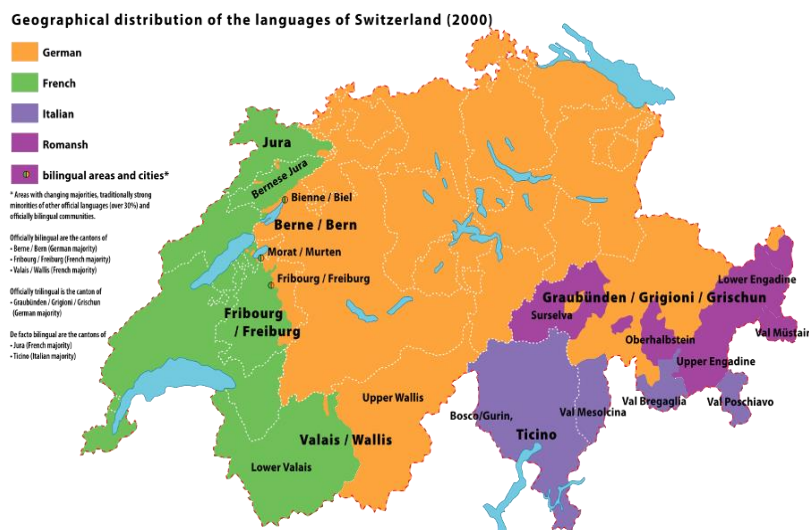 Geographical distribution of the languages of Switzerland (2000)
German
French
Italian
Romansh
bilingual areas and cities*
* Areas with changing majorities, traditionally strong
minorities of other official languages (over 30%) and
officially bilingual communities.
Officially bilingual are the cantons of
• Berne / Bern (German majority)
• Fribourg / Freiburg (French majority)
• Valais / Wallis (French majority)
Officially trilingual is the canton of
• Graubünden / Grigioni / Grischun
(German majority)
De facto bilingual are the cantons of
• Jura (French majority)
• Ticino (Italian majority)
Jura
Bernese Jura
Bienne / Biel
Berne / Bern
Morat / Murten
Fribourg / Freiburg
Fribourg
/ Freiburg
Lower Engadine
Graubünden / Grigioni / Grischun
Surselva
Val Müstair
Oberhalbstein
Upper Engadine
Val Bregaglia
Val Poschiavo
Upper Wallis
Bosco/Gurin,
Val Mesolcina
Ticino
Valais / Wallis
Lower Valais